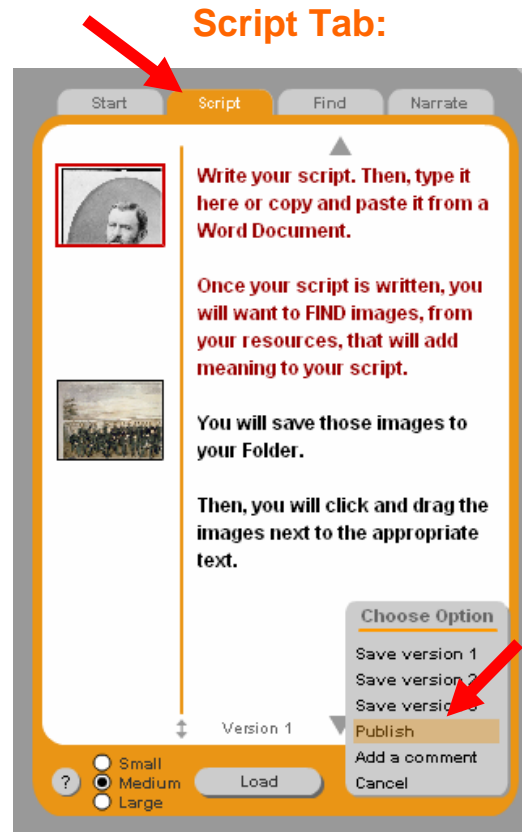 Script Tab:
Start Script Find Narrate
Write your script. Then, type it
here or copy and paste it from a
Word Document.
Once your script is written, you
will want to FIND images, from
your resources, that will add
meaning to your script.
You will save those images to
your Folder.
Then, you will click and drag the
images next to the appropriate
text.
Choose Option
Save version 1
Save version 2
Save version
Publish
Add a comment
Cancel
Version 1
Small
? Medium Load
Large